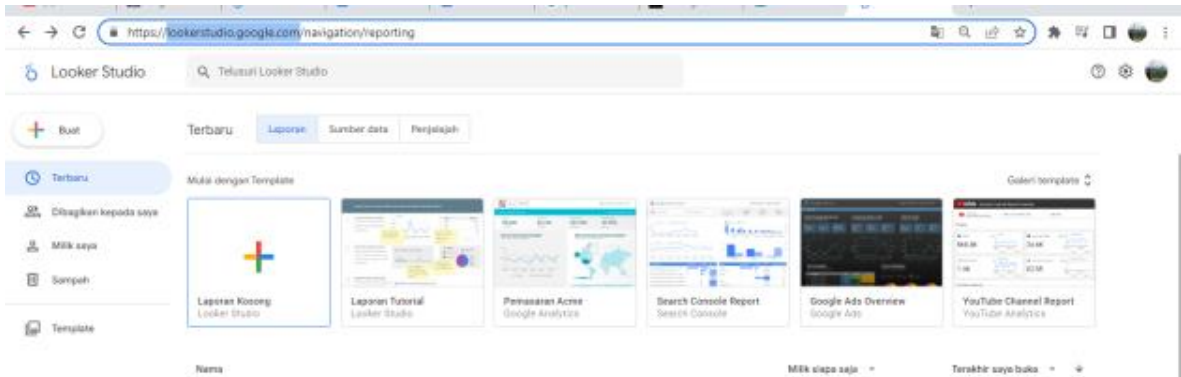 https://lookerstudio.google.com/navigation/reporting
Looker Studio
Telusuri Looker Studio
Buat
Terbaru
Laporan
Sumber data
Penjelajah
Terbaru
Mulai dengan Template
Galeri template
Dibagikan kepada saya
Milik saya
Sampah
Template
Laporan Kosong
Looker Studio
Laporan Tutorial
Looker Studio
Pemasaran Acme
Google Analytics
Search Console Report
Search Console
Google Ads Overview
Google Ads
YouTube Channel Report
YouTube Analytics
Nama
Milik siapa saja
Terakhir saya buka